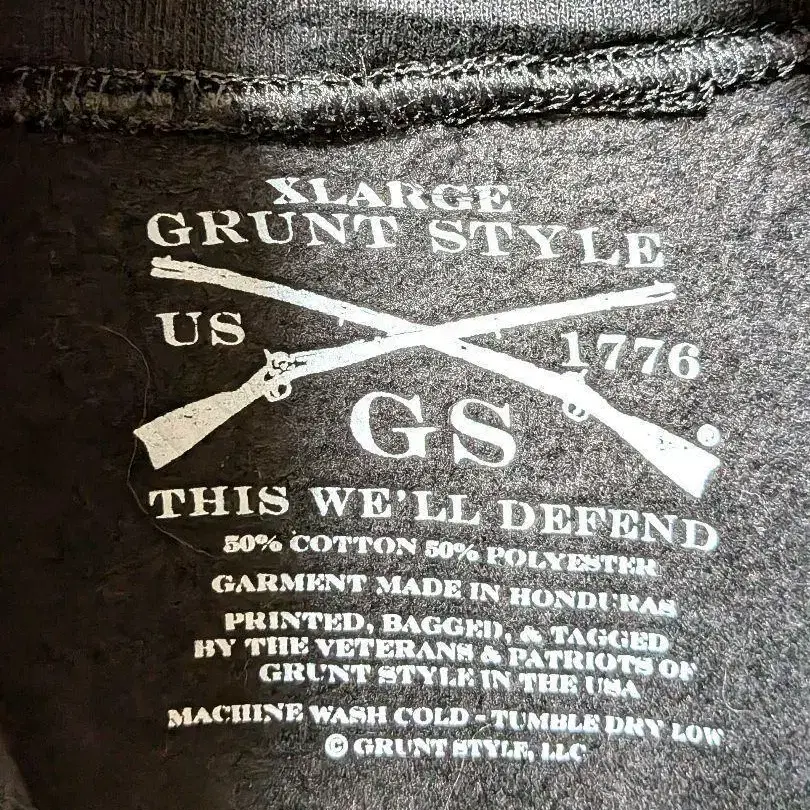 XLARGE
GRUNT STYLE
US 1776
GS ®
THIS WE'LL DEFEND
50% COTTON 50% POLYESTER
GARMENT MADE IN HONDURAS
PRINTED, BAGGED, & TAGGED
BY THE VETERANS & PATRIOTS OF
GRUNT STYLE IN THE USA
MACHINE WASH COLD - TUMBLE DRY LOW
© GRUNT STYLE, LLC